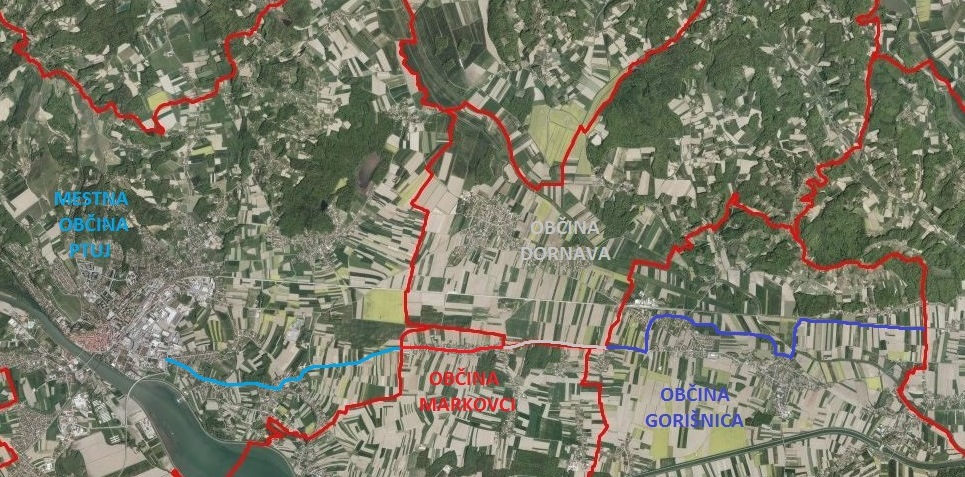 MESTNA
OBČINA
PTUJ
OBČINA
DORNAVA
OBČINA
MARKOVCI
OBČINA
GORIŠNICA